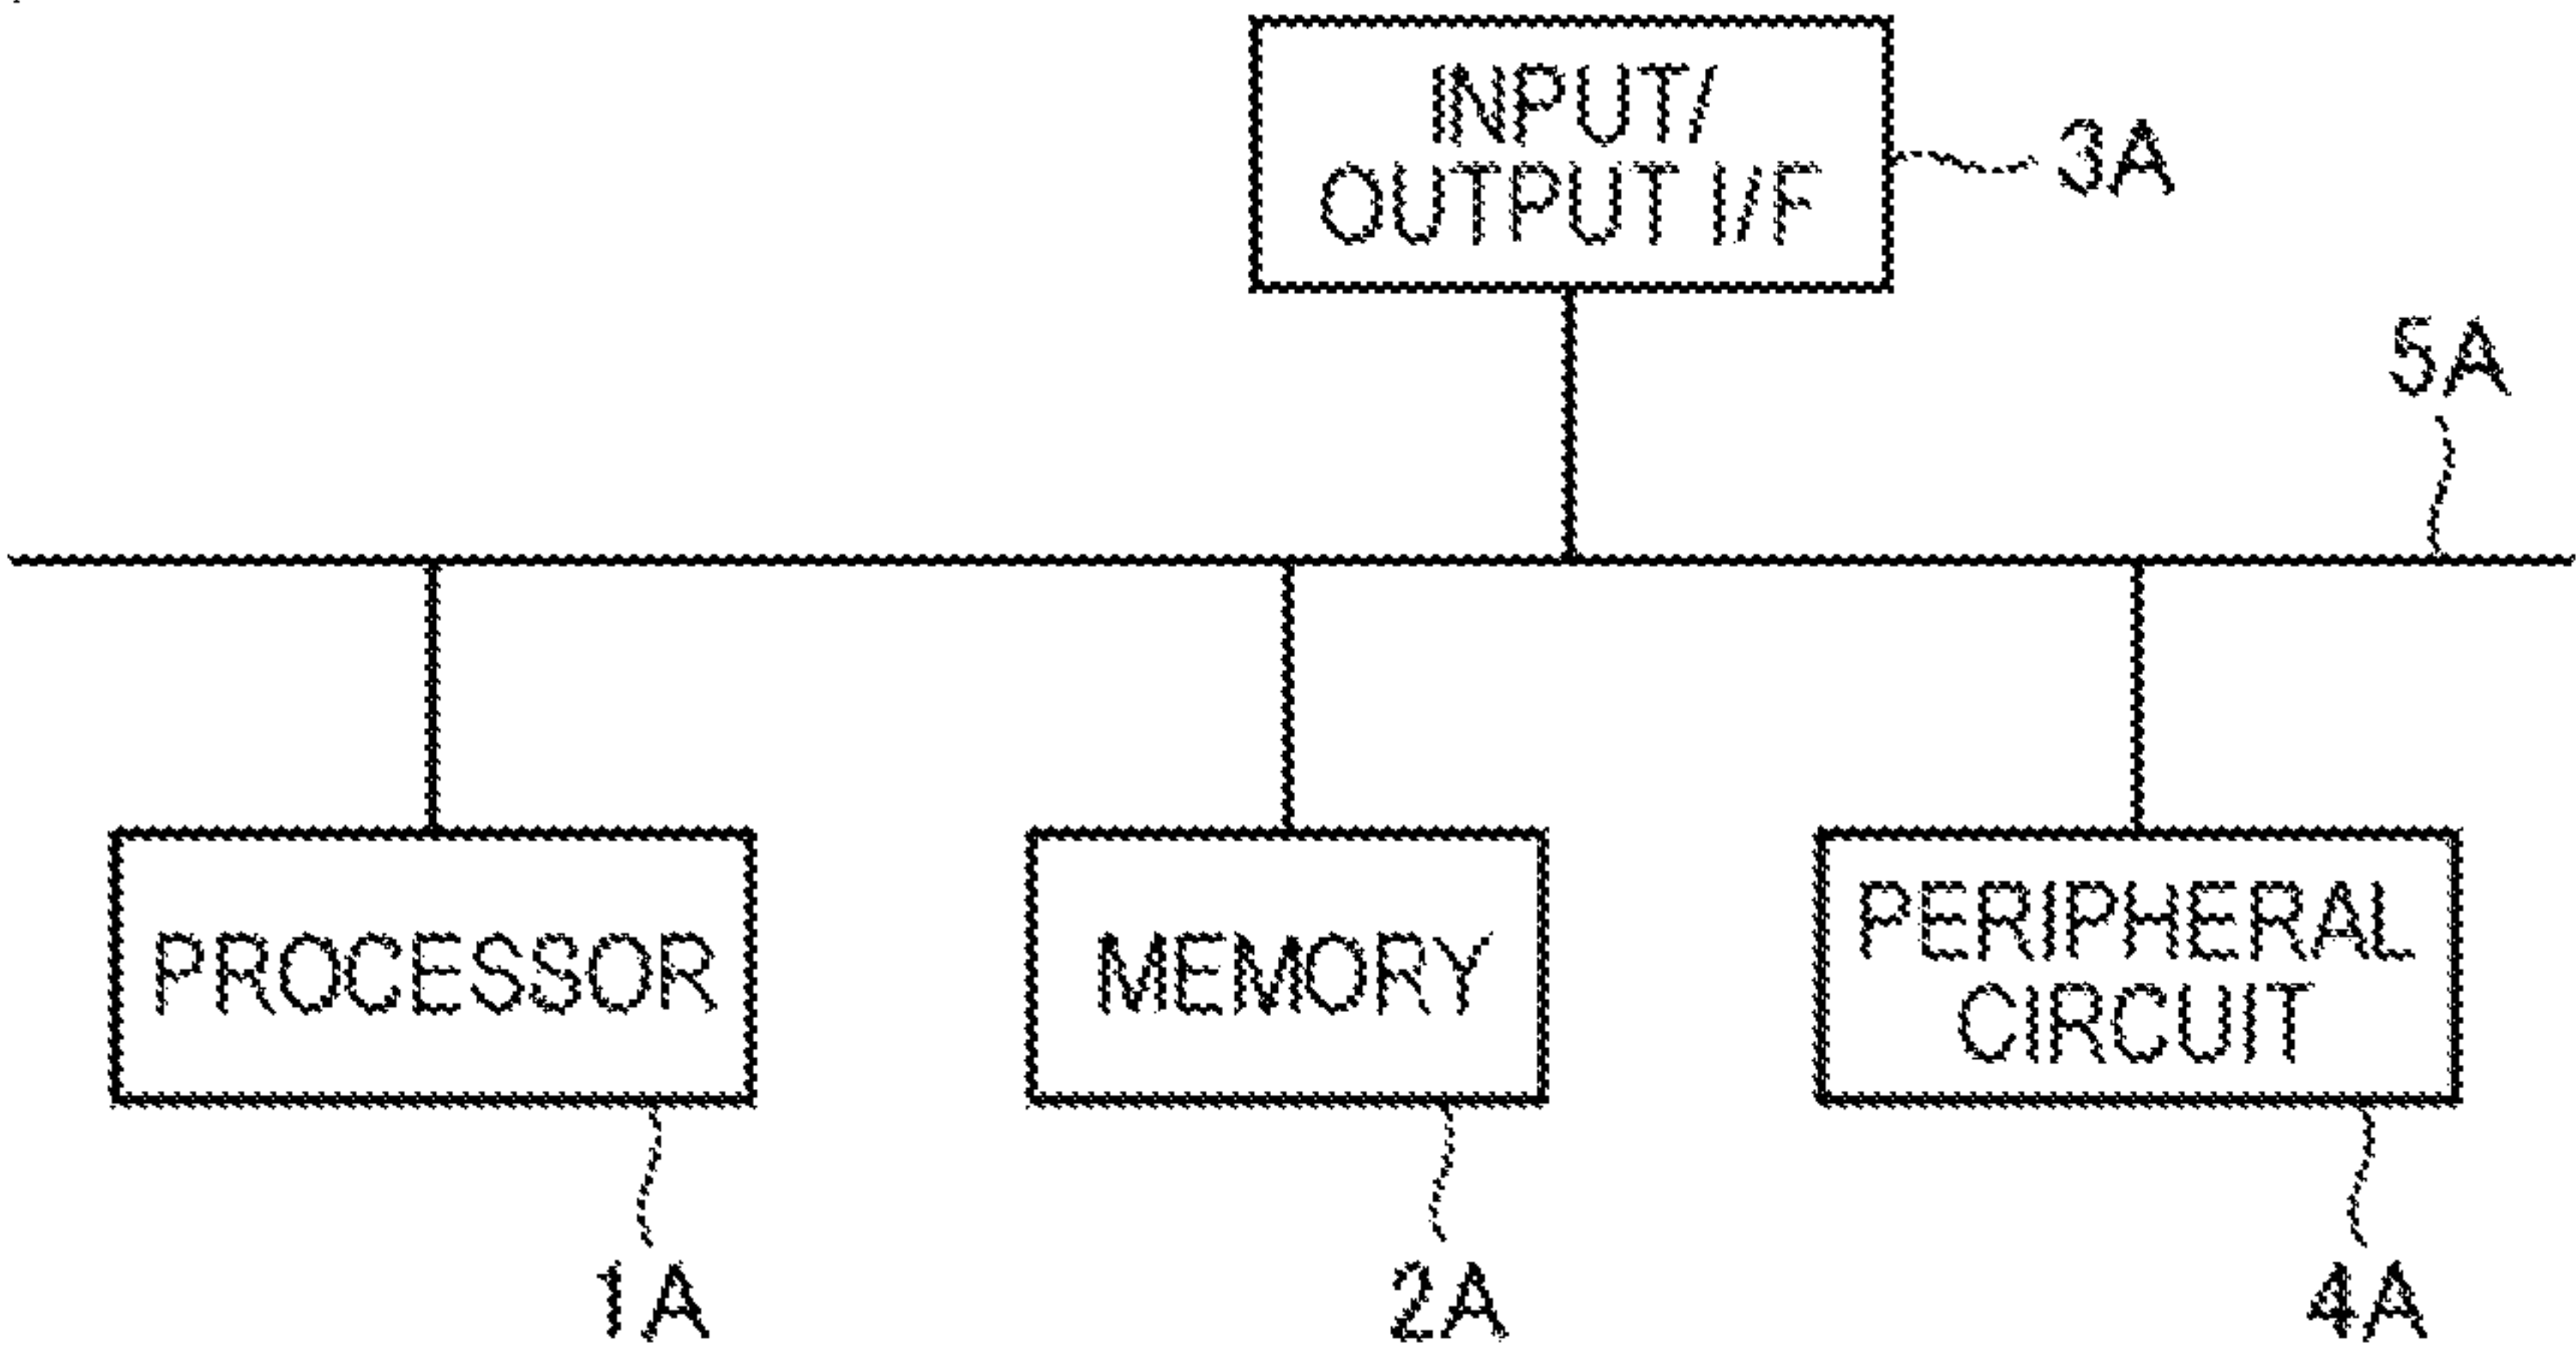 INPUT/
OUTPUT I/F
3A
5A
PROCESSOR
MEMORY
PERIPHERAL
CIRCUIT
1A
2A
4A